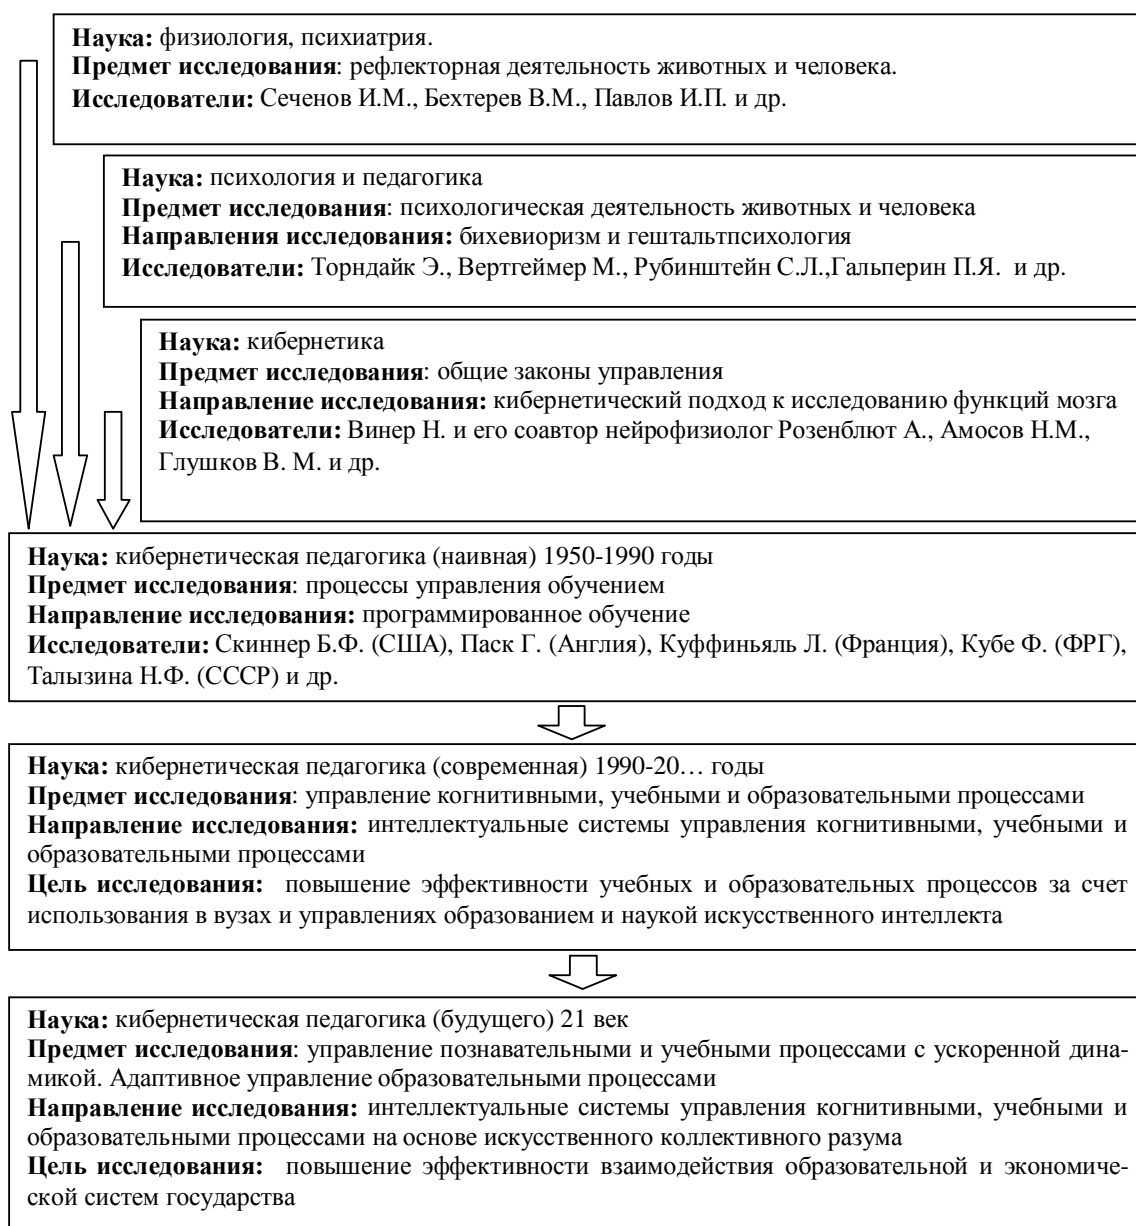 Наука: физиология, психиатрия.
Предмет исследования: рефлекторная деятельность животных и человека.
Исследователи: Сеченов И.М., Бехтерев В.М., Павлов И.П. и др.
Наука: психология и педагогика
Предмет исследования: психологическая деятельность животных и человека
Направления исследования: бихевиоризм и гештальтпсихология
Исследователи: Торндайк Э., Вертгеймер М., Рубинштейн С.Л.,Гальперин П.Я. и др.
Наука: кибернетика
Предмет исследования: общие законы управления
Направление исследования: кибернетический подход к исследованию функций мозга
Исследователи: Винер Н. и его соавтор нейрофизиолог Розенблют А., Амосов Н.М.,
Глушков В. М. и др.
Наука: кибернетическая педагогика (наивная) 1950-1990 годы
Предмет исследования: процессы управления обучением
Направление исследования: программированное обучение
Исследователи: Скиннер Б.Ф. (США), Паск Г. (Англия), Куффиньяль Л. (Франция), Кубе Ф. (ФРГ),
Талызина Н.Ф. (СССР) и др.
Наука: кибернетическая педагогика (современная) 1990-20… годы
Предмет исследования: управление когнитивными, учебными и образовательными процессами
Направление исследования: интеллектуальные системы управления когнитивными, учебными и
образовательными процессами
Цель исследования: повышение эффективности учебных и образовательных процессов за счет
использования в вузах и управлениях образованием и наукой искусственного интеллекта
Наука: кибернетическая педагогика (будущего) 21 век
Предмет исследования: управление познавательными и учебными процессами с ускоренной дина-
микой. Адаптивное управление образовательными процессами
Направление исследования: интеллектуальные системы управления когнитивными, учебными и
образовательными процессами на основе искусственного коллективного разума
Цель исследования: повышение эффективности взаимодействия образовательной и экономиче-
ской систем государства